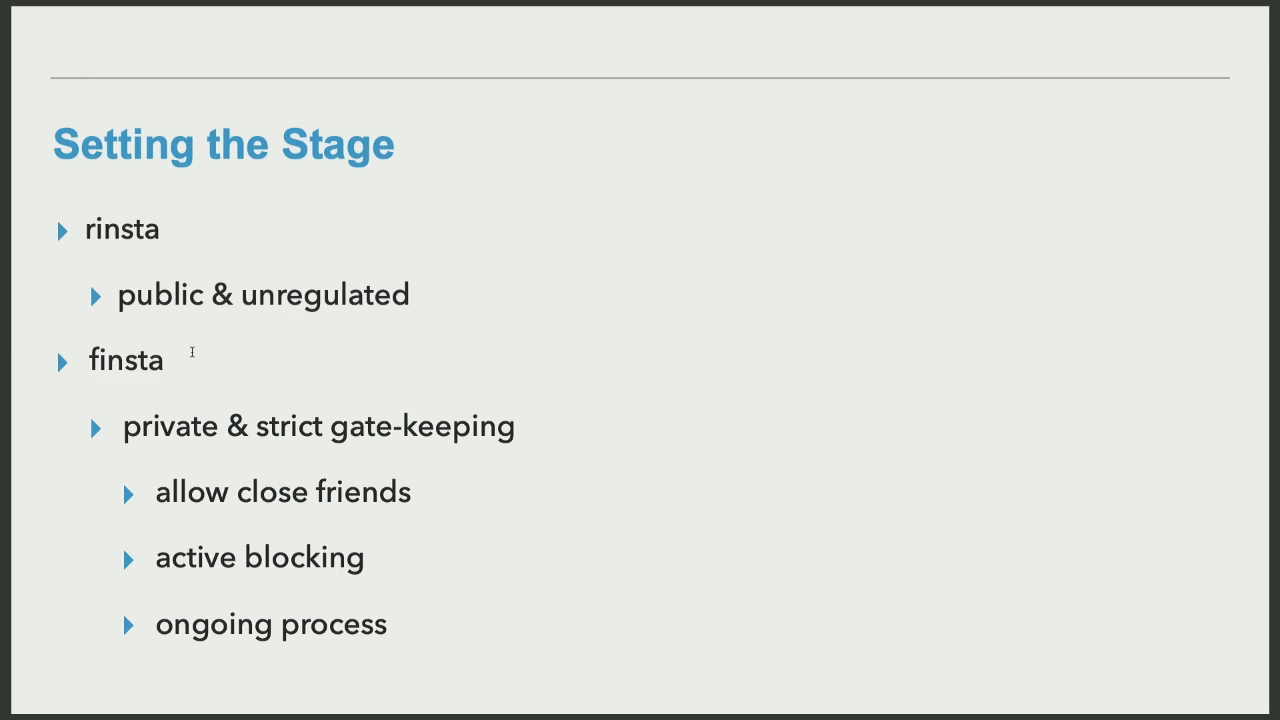 Setting the Stage
rinsta
public & unregulated
finsta
private & strict gate-keeping
allow close friends
active blocking
ongoing process